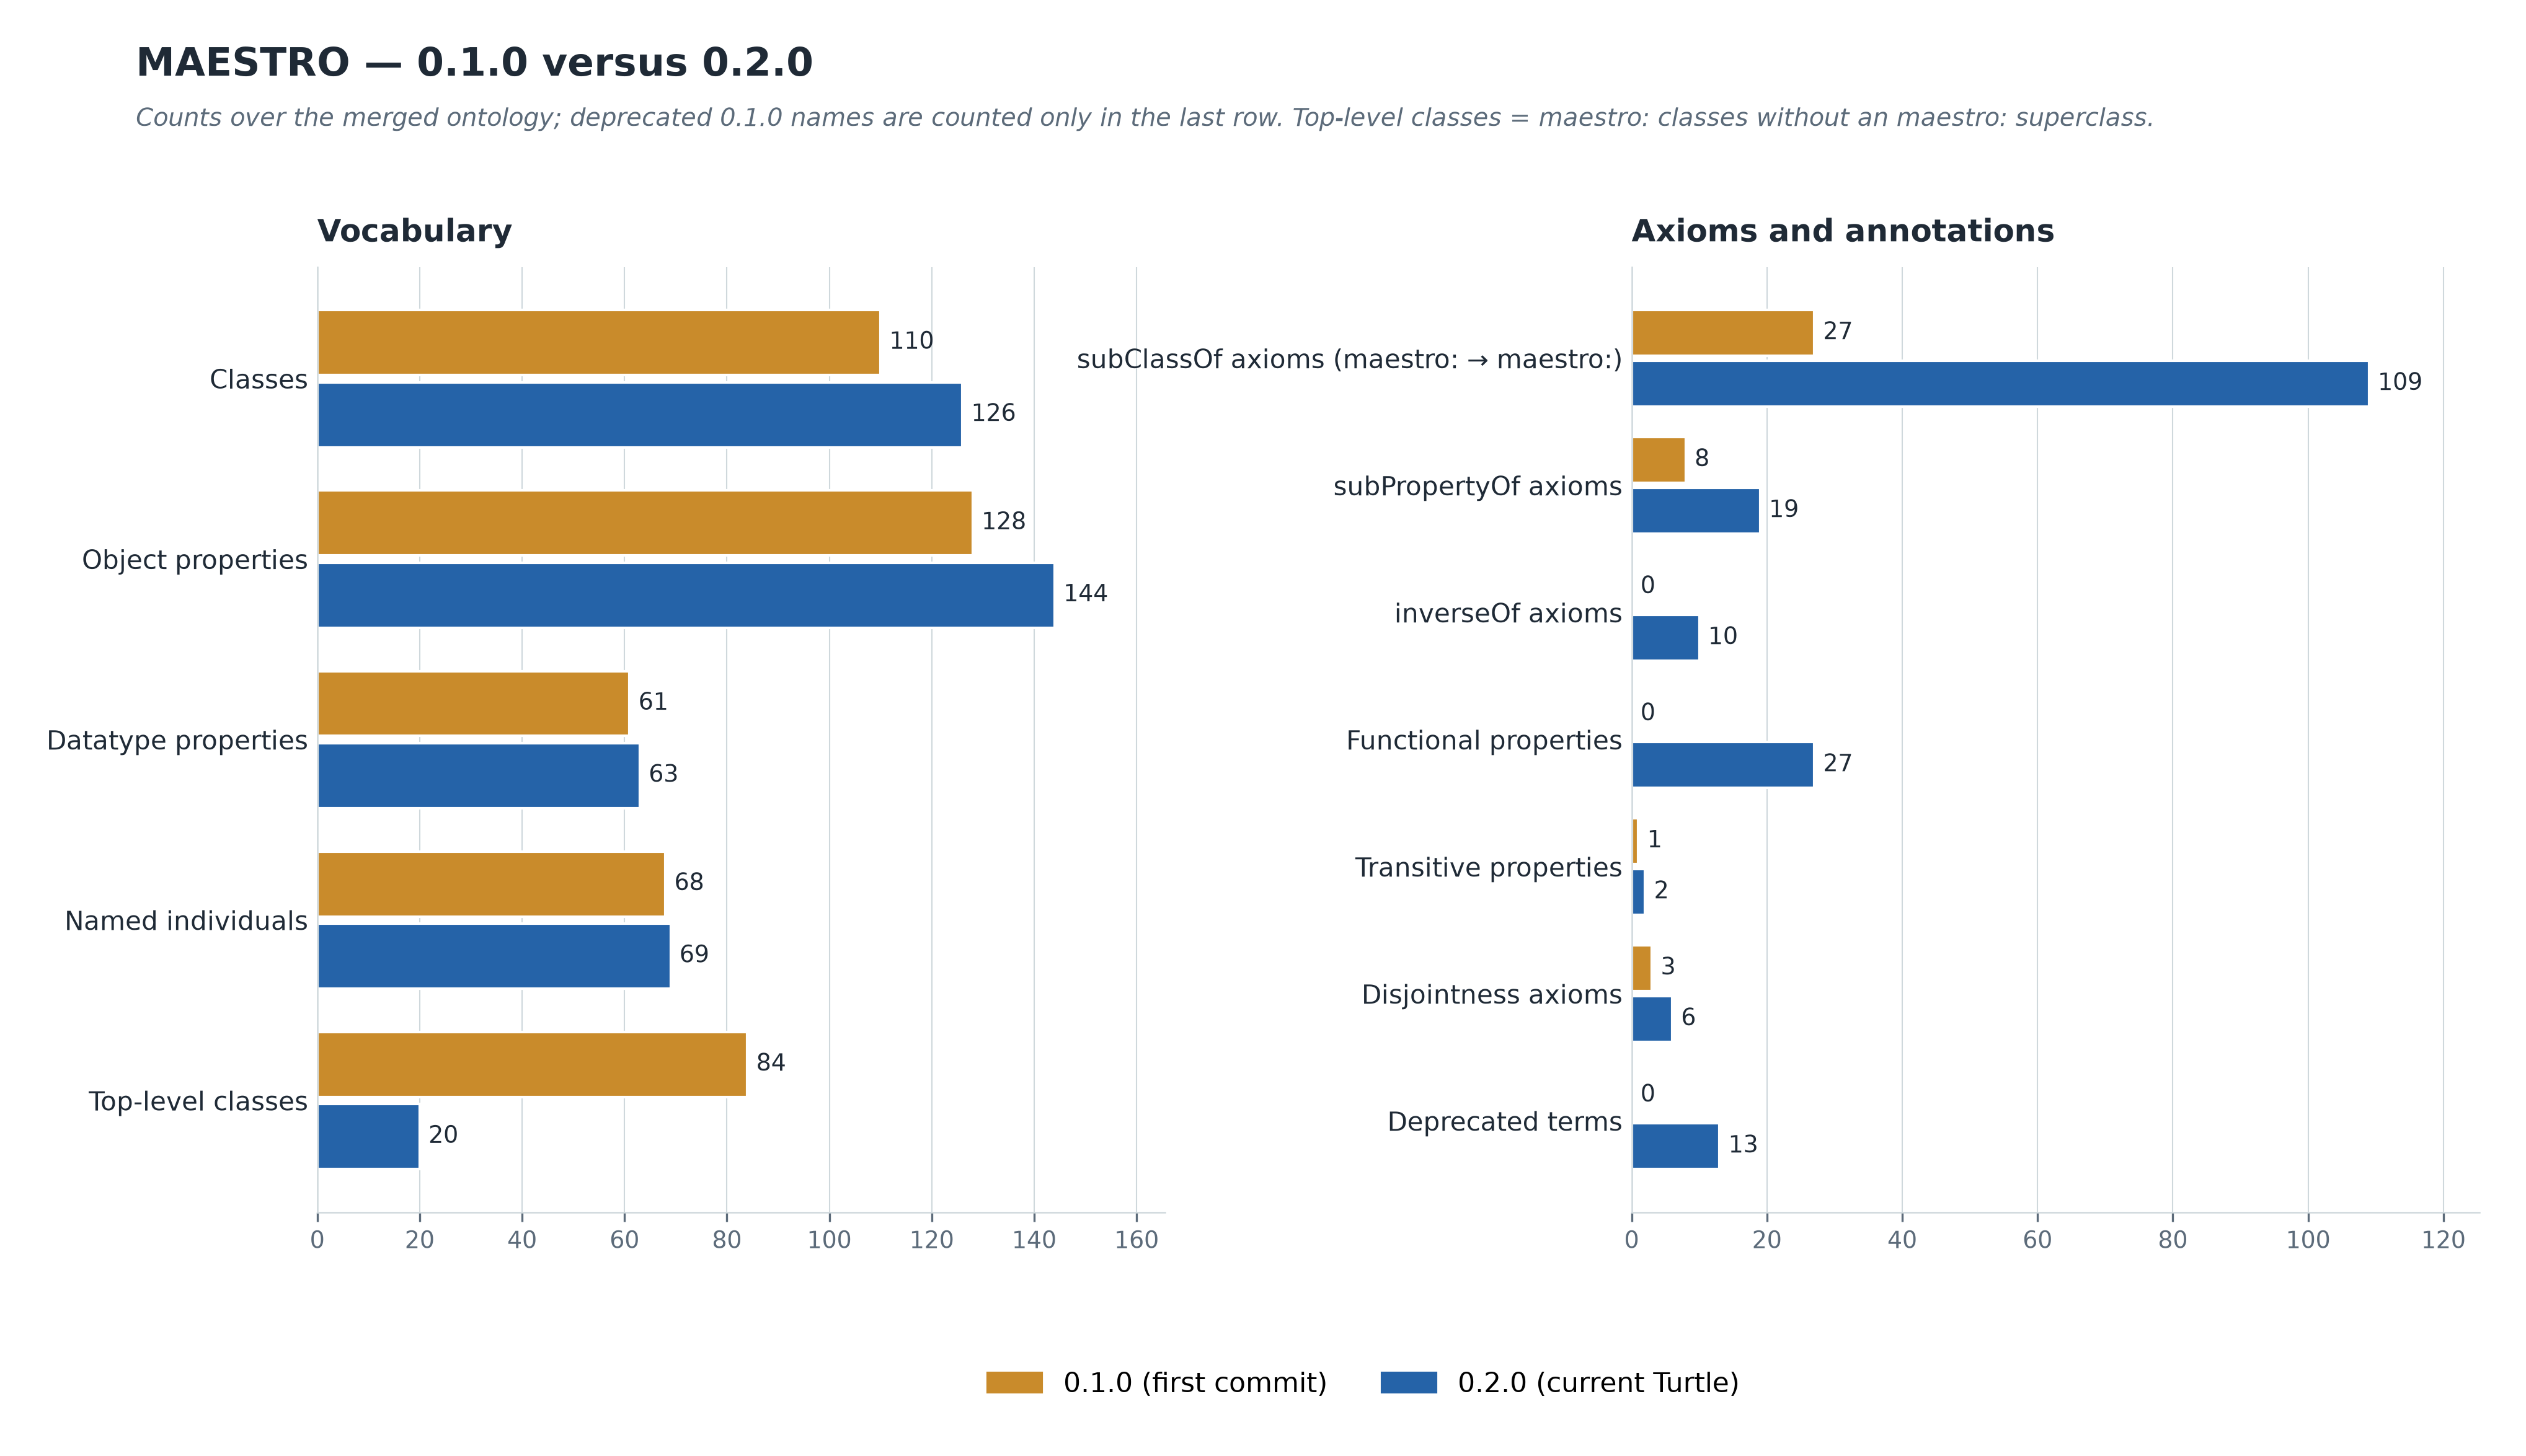 MAESTRO — 0.1.0 versus 0.2.0
Counts over the merged ontology; deprecated 0.1.0 names are counted only in the last row. Top-level classes = maestro: classes without an maestro: superclass.
Vocabulary
Classes
110
126
Object properties
128
144
Datatype properties
61
63
Named individuals
68
69
Top-level classes
84
20
0 20 40 60 80 100 120 140 160
Axioms and annotations
subClassOf axioms (maestro: → maestro:)
27
109
subPropertyOf axioms
8
19
inverseOf axioms
0
10
Functional properties
0
27
Transitive properties
1
2
Disjointness axioms
3
6
Deprecated terms
0
13
0 20 40 60 80 100 120
0.1.0 (first commit)
0.2.0 (current Turtle)